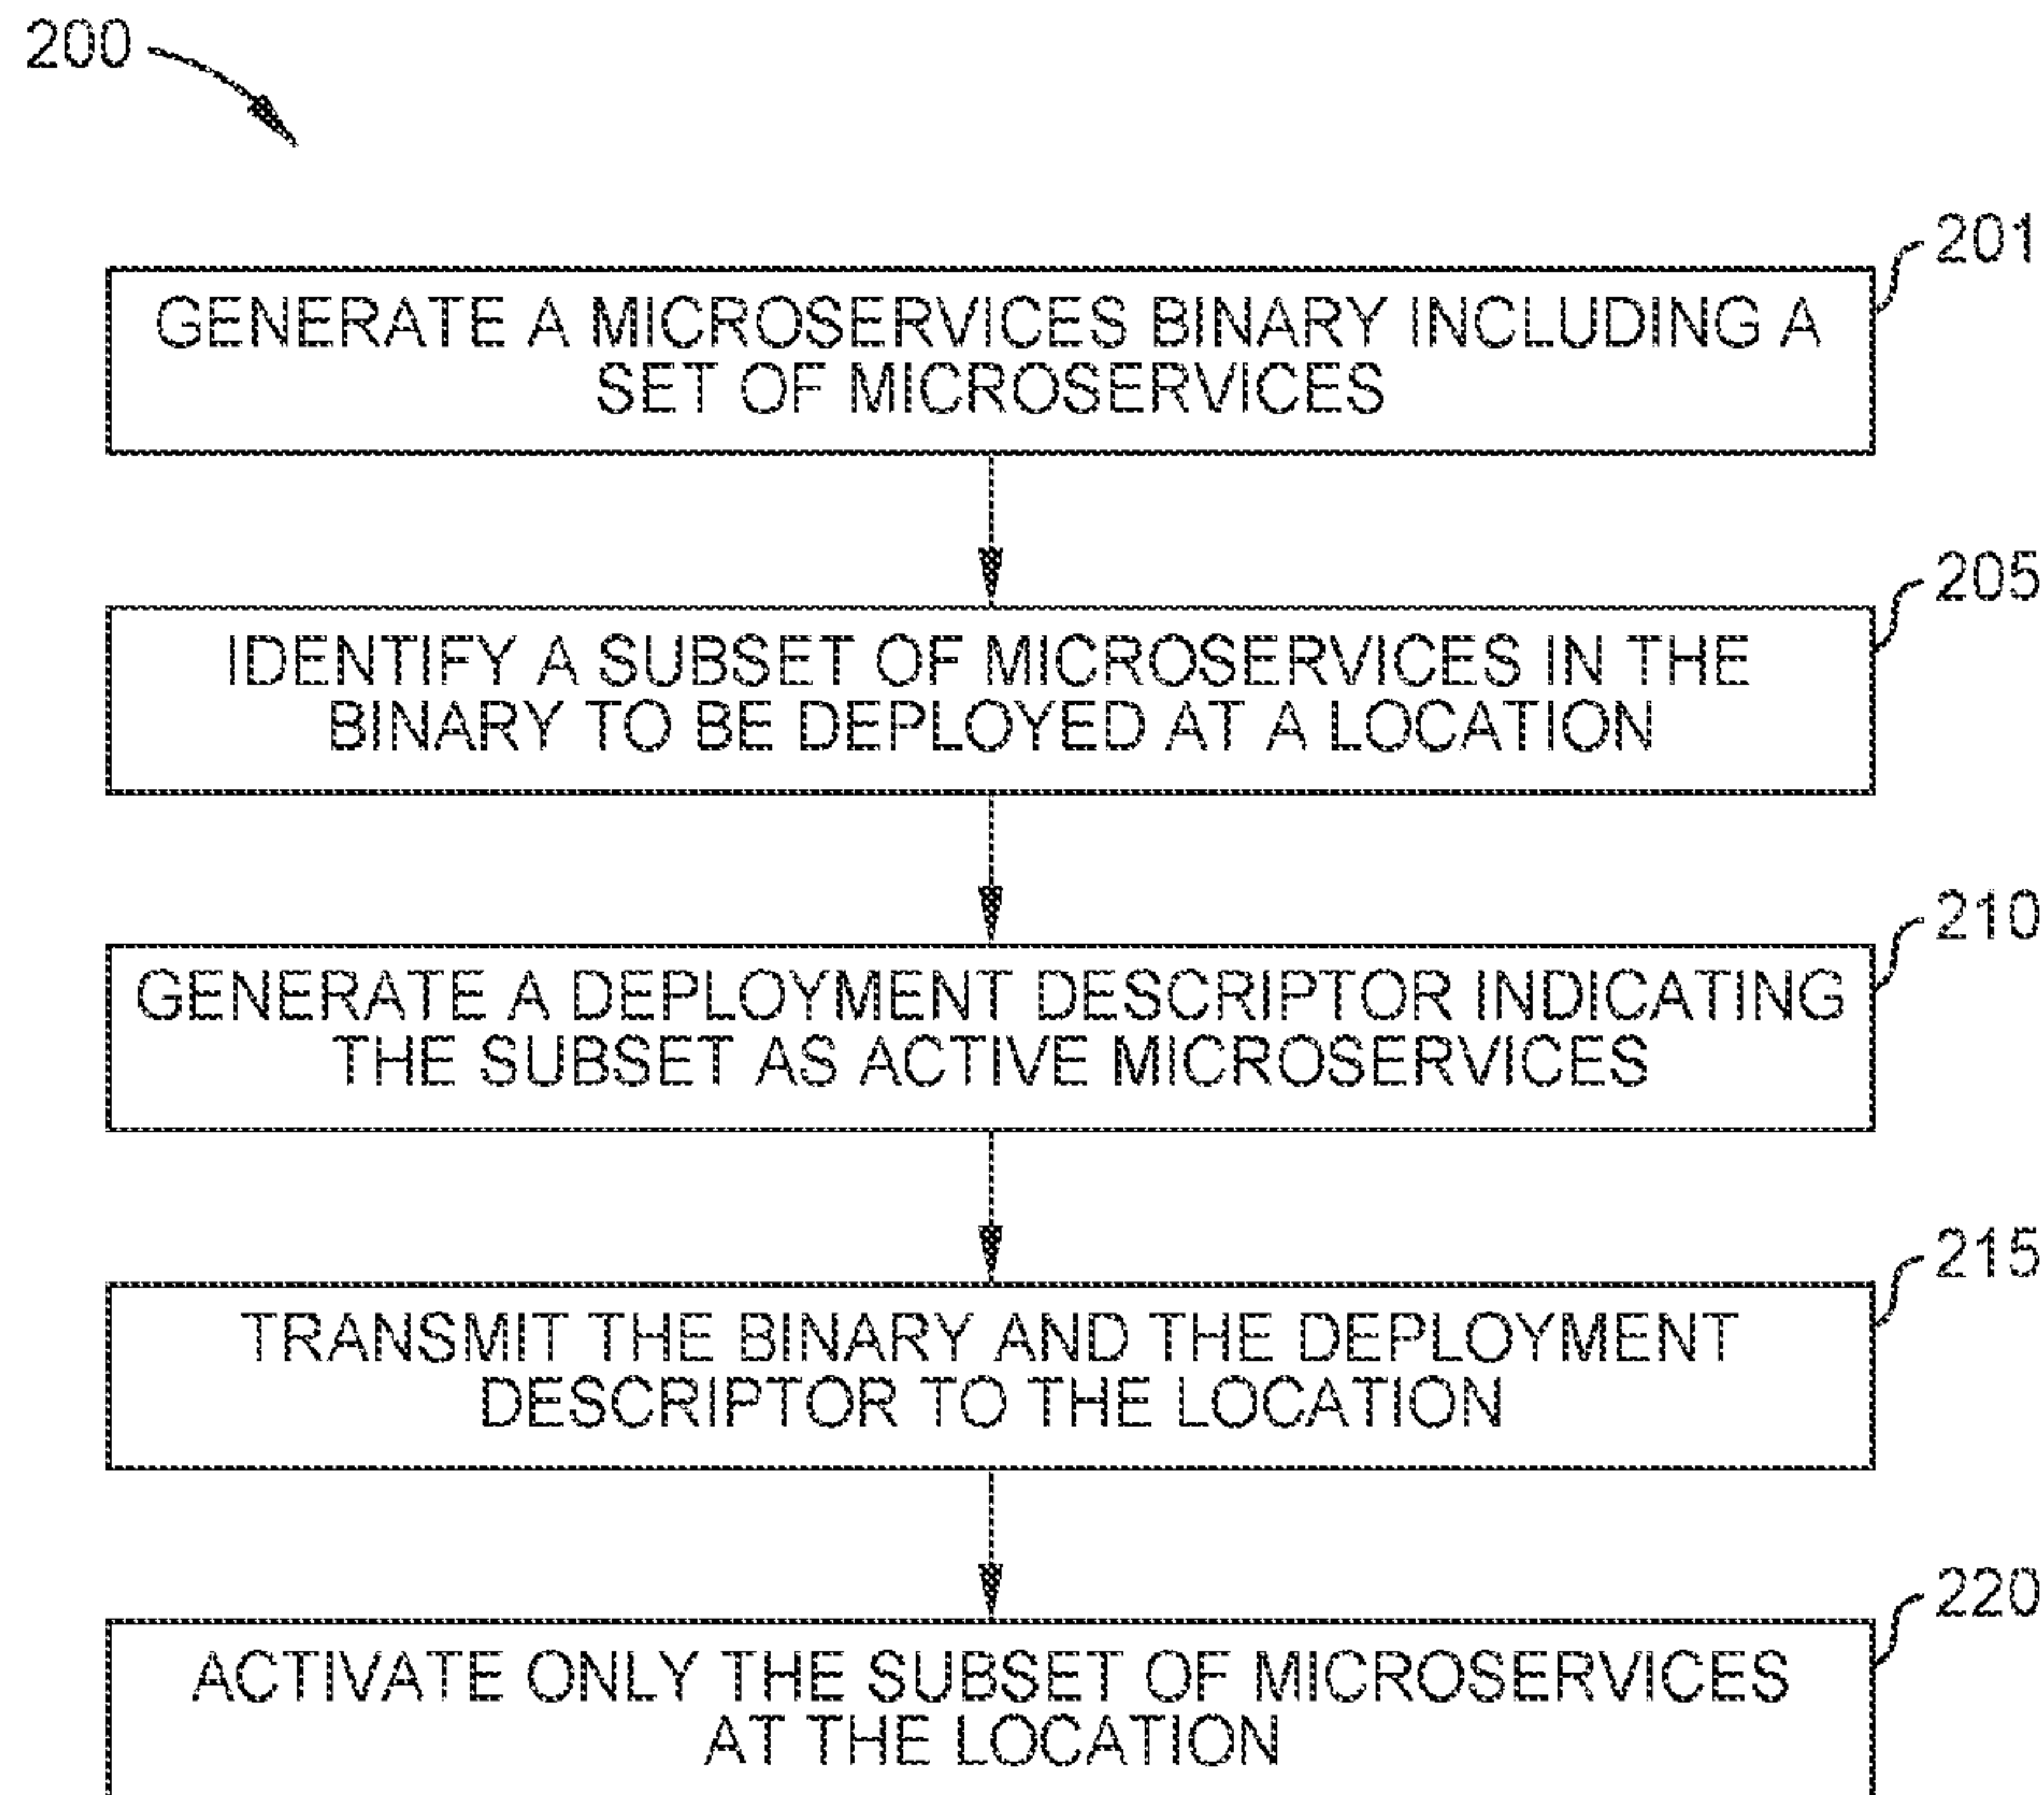 200
201
GENERATE A MICROSERVICES BINARY INCLUDING A
SET OF MICROSERVICES
205
IDENTIFY A SUBSET OF MICROSERVICES IN THE
BINARY TO BE DEPLOYED AT A LOCATION
210
GENERATE A DEPLOYMENT DESCRIPTOR INDICATING
THE SUBSET AS ACTIVE MICROSERVICES
215
TRANSMIT THE BINARY AND THE DEPLOYMENT
DESCRIPTOR TO THE LOCATION
220
ACTIVATE ONLY THE SUBSET OF MICROSERVICES
AT THE LOCATION